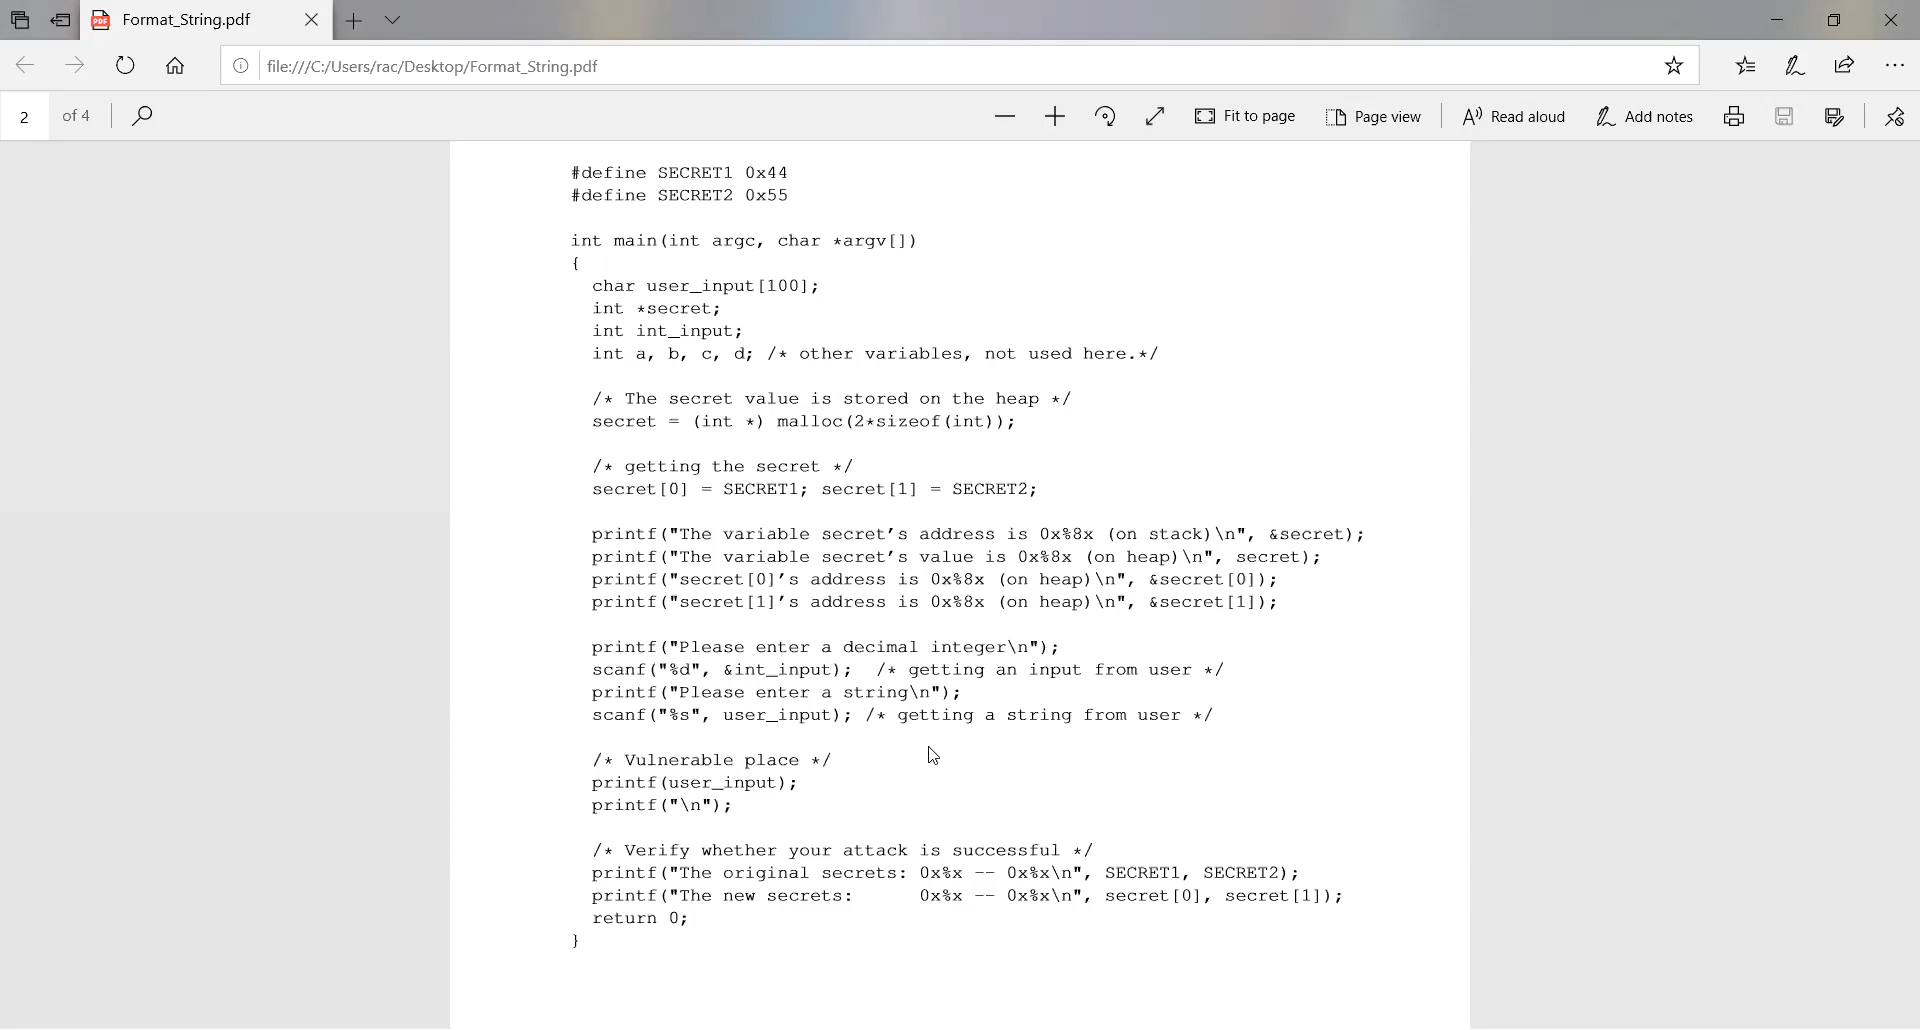 Format_String.pdf
file:///C:/Users/rac/Desktop/Format_String.pdf
2 of 4 Fit to page Page view Read aloud Add notes
#define SECRET1 0x44
#define SECRET2 0x55
int main(int argc, char *argv[])
{
char user_input[100];
int *secret;
int int_input;
int a, b, c, d; /* other variables, not used here.*/
/* The secret value is stored on the heap */
secret = (int *) malloc(2*sizeof(int));
/* getting the secret */
secret[0] = SECRET1; secret[1] = SECRET2;
printf("The variable secret's address is 0x%8x (on stack)\n", &secret);
printf("The variable secret's value is 0x%8x (on heap)\n", secret);
printf("secret[0]'s address is 0x%8x (on heap)\n", &secret[0]);
printf("secret[1]'s address is 0x%8x (on heap)\n", &secret[1]);
printf("Please enter a decimal integer\n");
scanf("%d", &int_input); /* getting an input from user */
printf("Please enter a string\n");
scanf("%s", user_input); /* getting a string from user */
/* Vulnerable place */
printf(user_input);
printf("\n");
/* Verify whether your attack is successful */
printf("The original secrets: 0x%x -- 0x%x\n", SECRET1, SECRET2);
printf("The new secrets:      0x%x -- 0x%x\n", secret[0], secret[1]);
return 0;
}